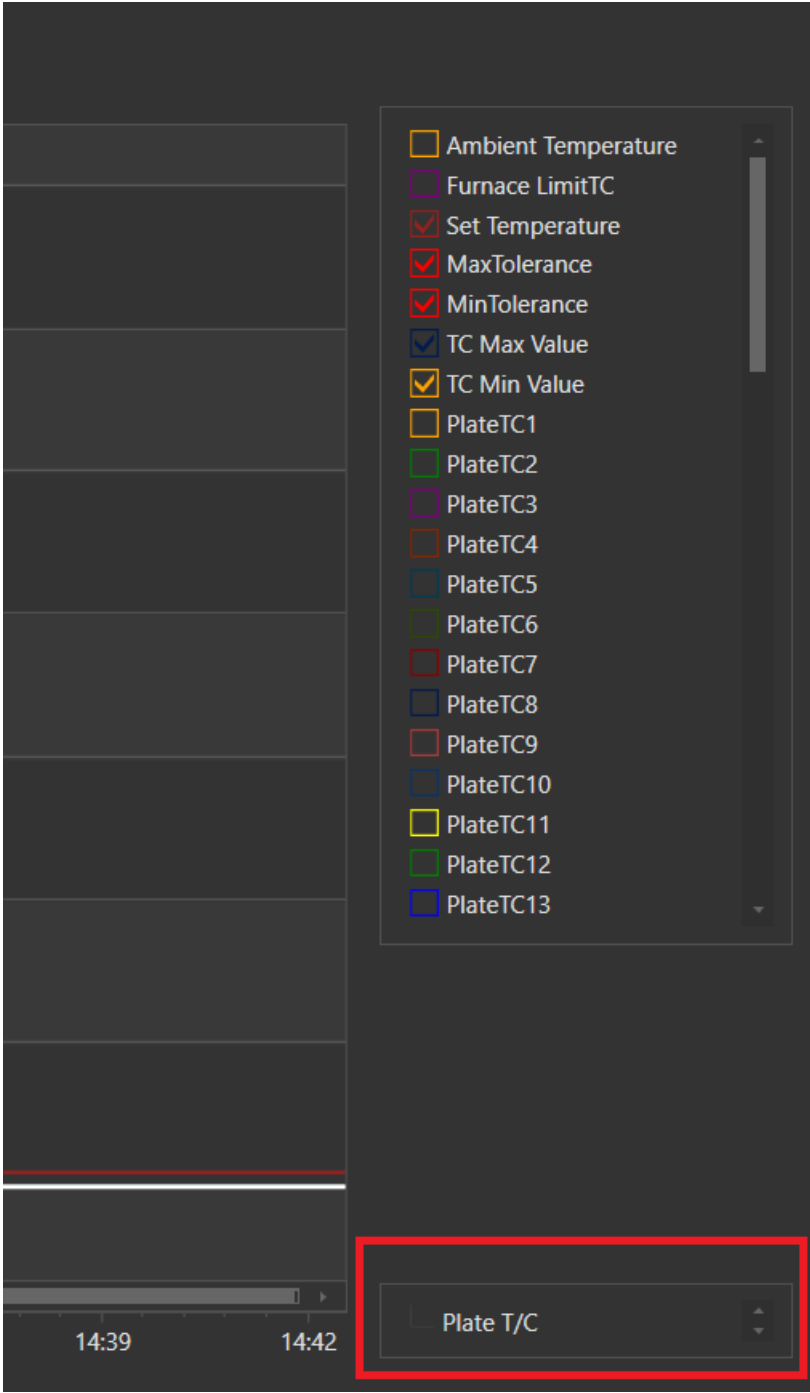 Ambient Temperature
Furnace LimitTC
Set Temperature
MaxTolerance
MinTolerance
TC Max Value
TC Min Value
PlateTC1
PlateTC2
PlateTC3
PlateTC4
PlateTC5
PlateTC6
PlateTC7
PlateTC8
PlateTC9
PlateTC10
PlateTC11
PlateTC12
PlateTC13
Plate T/C
14:39 14:42